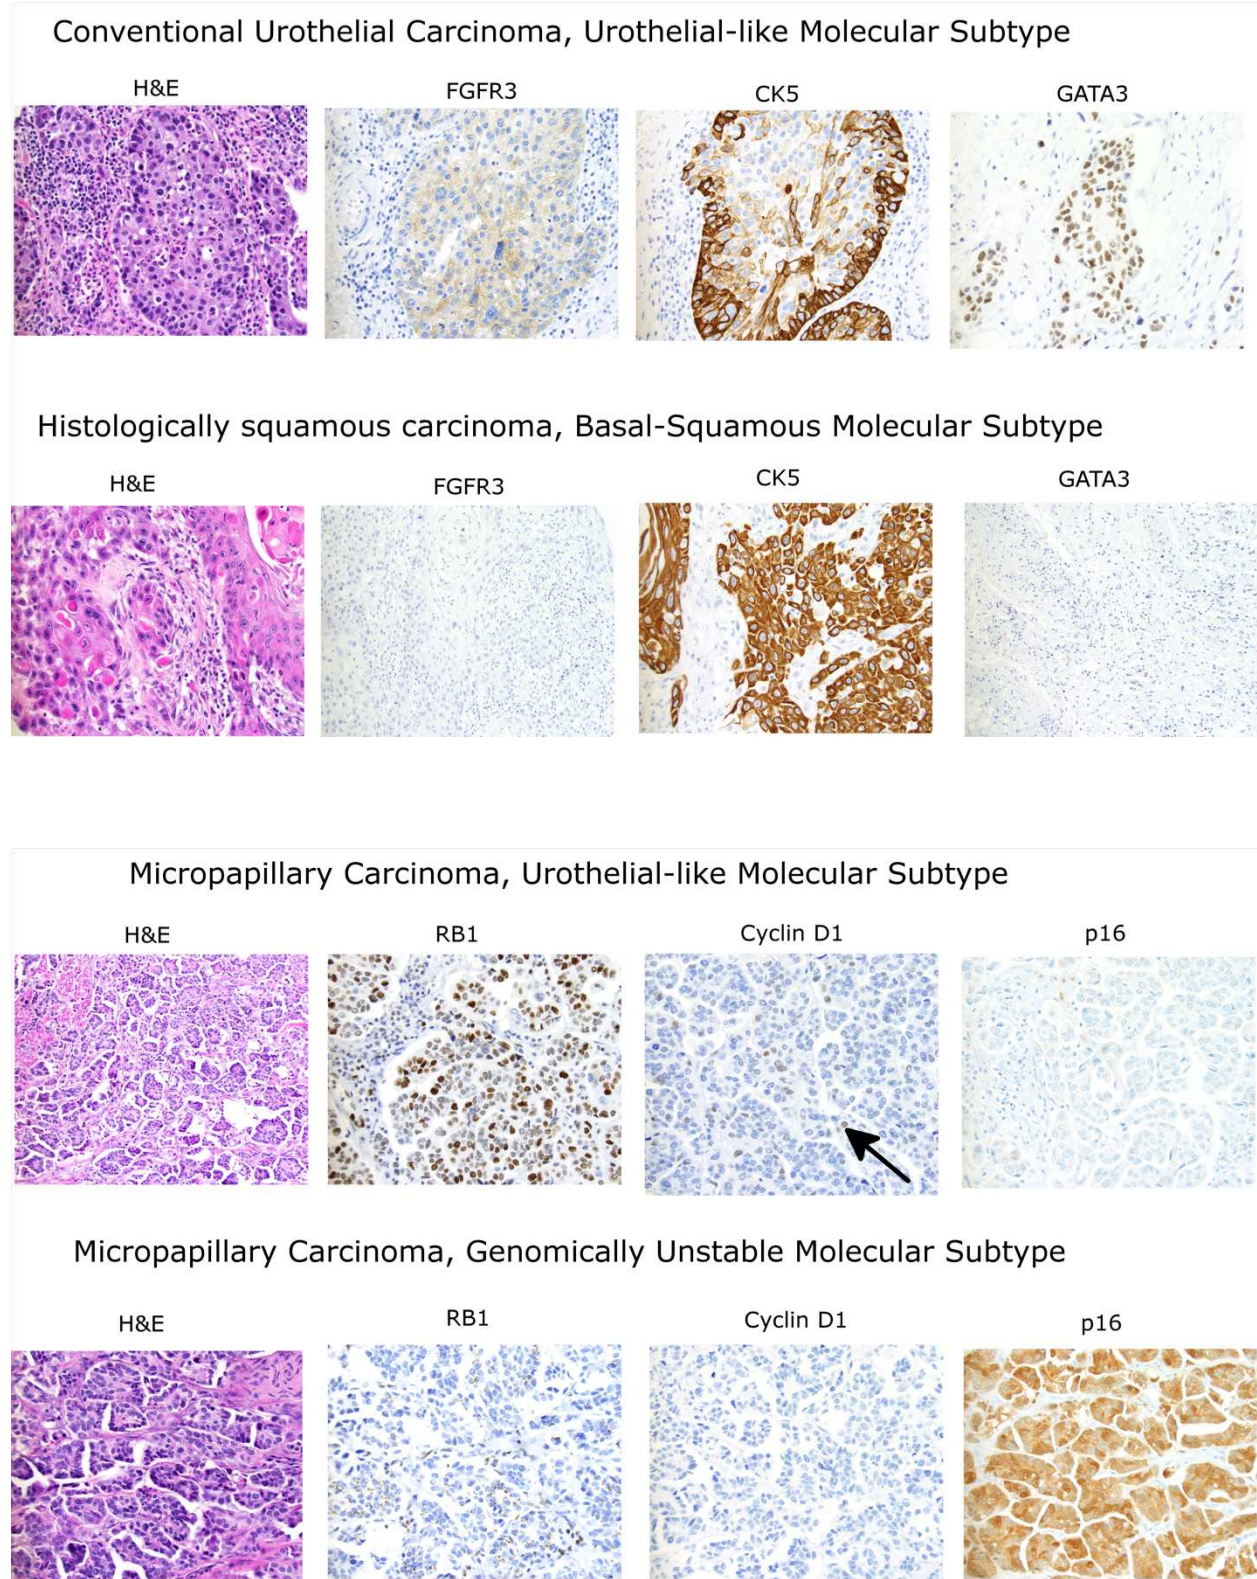 Conventional Urothelial Carcinoma, Urothelial-like Molecular Subtype
H&E
FGFR3
CK5
GATA3
Histologically squamous carcinoma, Basal-Squamous Molecular Subtype
H&E
FGFR3
CK5
GATA3
Micropapillary Carcinoma, Urothelial-like Molecular Subtype
H&E
RB1
Cyclin D1
p16
Micropapillary Carcinoma, Genomically Unstable Molecular Subtype
H&E
RB1
Cyclin D1
p16